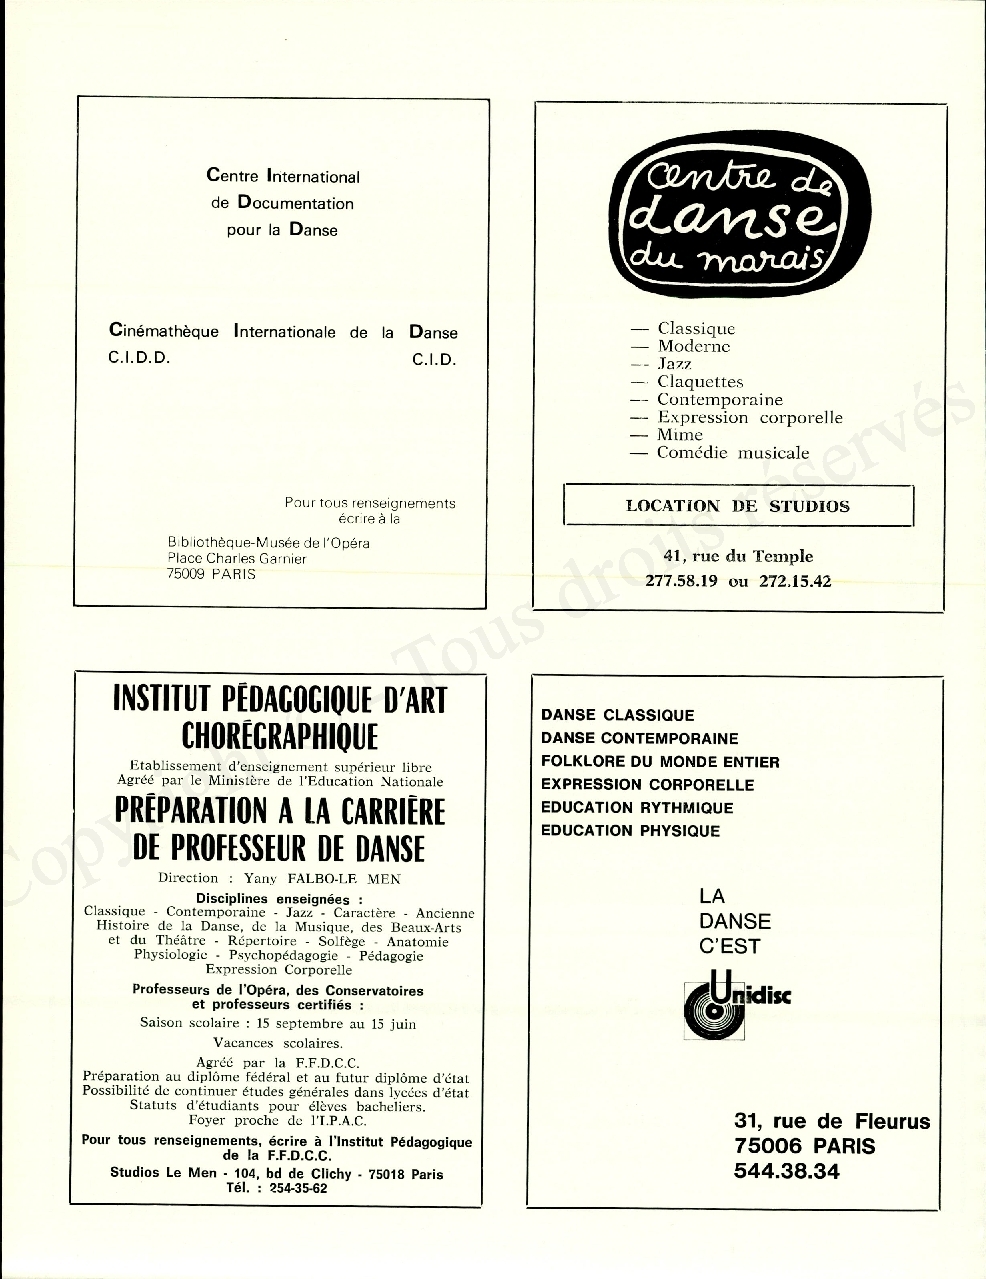 Centre International
de Documentation
pour la Danse
Cinémathèque Internationale de la Danse
C.I.D.D. C.I.D.
Pour tous renseignements
écrire à la
Bibliothèque-Musée de l'Opéra
Place Charles Garnier
75009 PARIS
centre de
danse
du marais
— Classique
— Moderne
— Jazz
— Claquettes
— Contemporaine
— Expression corporelle
— Mime
— Comédie musicale
LOCATION DE STUDIOS
41, rue du Temple
277.58.19 ou 272.15.42
INSTITUT PÉDAGOGIQUE D'ART
CHORÉGRAPHIQUE
Etablissement d'enseignement supérieur libre
Agréé par le Ministère de l'Education Nationale
PRÉPARATION A LA CARRIÈRE
DE PROFESSEUR DE DANSE
Direction : Yany FALBO-LE MEN
Disciplines enseignées :
Classique - Contemporaine - Jazz - Caractère - Ancienne
Histoire de la Danse, de la Musique, des Beaux-Arts
et du Théâtre - Répertoire - Solfège - Anatomie
Physiologie - Psychopédagogie - Pédagogie
Expression Corporelle
Professeurs de l'Opéra, des Conservatoires
et professeurs certifiés :
Saison scolaire : 15 septembre au 15 juin
Vacances scolaires.
Agréé par la F.F.D.C.C.
Préparation au diplôme fédéral et au futur diplôme d'état
Possibilité de continuer études générales dans lycées d'état
Statuts d'étudiants pour élèves bacheliers.
Foyer proche de l'I.P.A.C.
Pour tous renseignements, écrire à l'Institut Pédagogique
de la F.F.D.C.C.
Studios Le Men - 104, bd de Clichy - 75018 Paris
Tél. : 254-35-62
DANSE CLASSIQUE
DANSE CONTEMPORAINE
FOLKLORE DU MONDE ENTIER
EXPRESSION CORPORELLE
EDUCATION RYTHMIQUE
EDUCATION PHYSIQUE
LA
DANSE
C'EST
Unidisc
31, rue de Fleurus
75006 PARIS
544.38.34
Copyright - Tous droits réservés